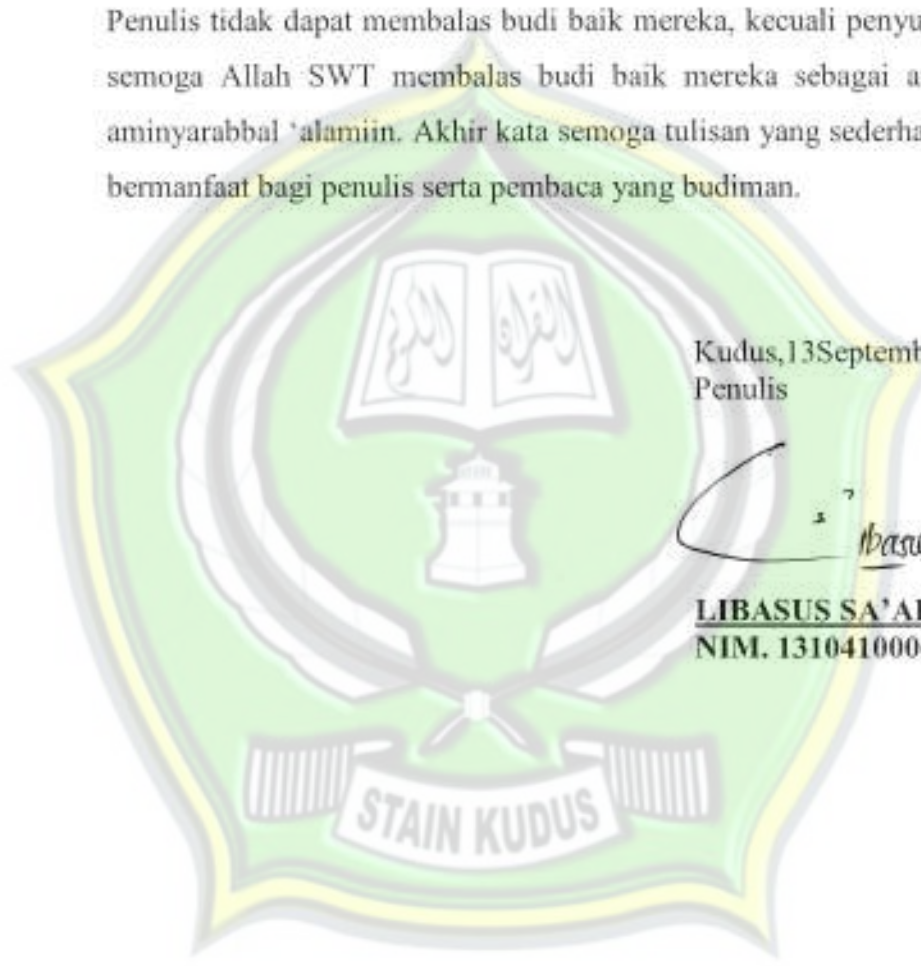 Penulis tidak dapat membalas budi baik mereka, kecuali penyu
semoga Allah SWT membalas budi baik mereka sebagai a
aminyarabbal ‘alamiin. Akhir kata semoga tulisan yang sederha
bermanfaat bagi penulis serta pembaca yang budiman.
Kudus,13Septemb
Penulis
LIBASUS SA’A
NIM. 131041000
STAIN KUDUS